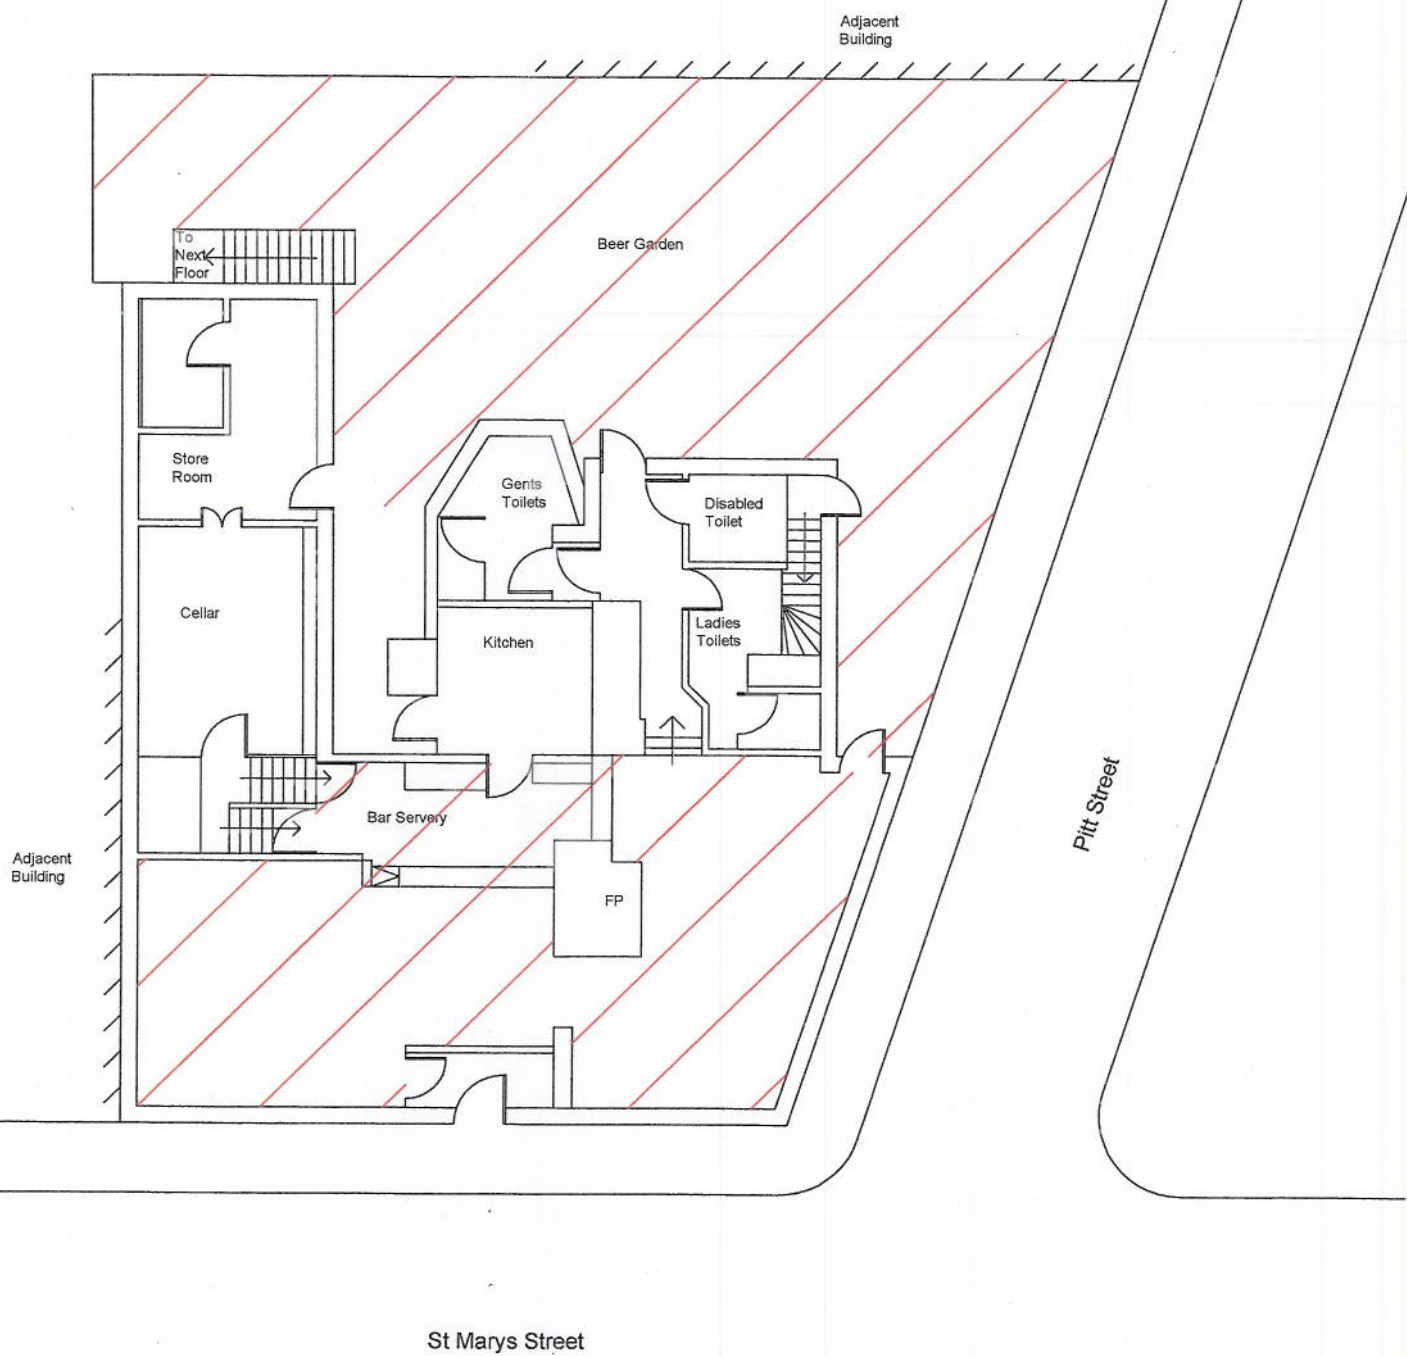 Adjacent
Building
To
Next
Floor
Beer Garden
Store
Room
Gents
Toilets
Disabled
Toilet
Cellar
Kitchen
Ladies
Toilets
Bar Servery
Adjacent
Building
FP
Pitt Street
St Marys Street